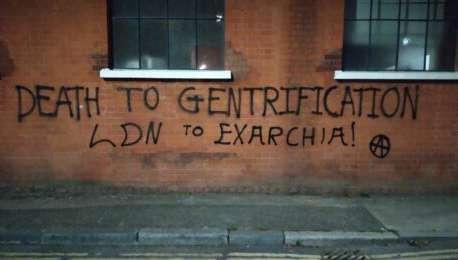 DEATH TO GENTRIFICATION
LDN TO EXARCHIA! Ⓐ